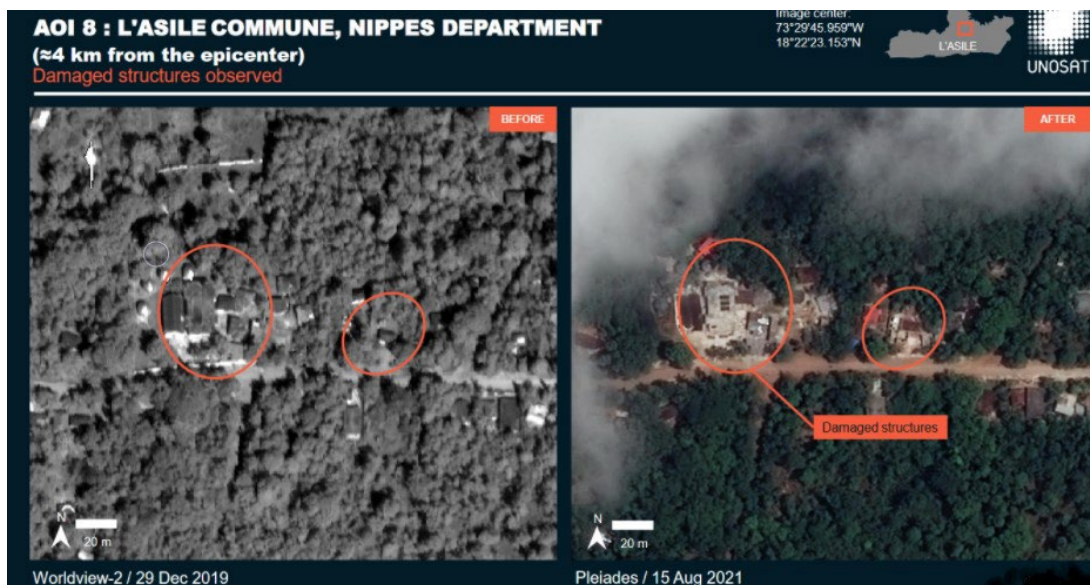 AOI 8 : L'ASILE COMMUNE, NIPPES DEPARTMENT
(≈4 km from the epicenter)
Damaged structures observed
Image center:
73°29'45.959"W
18°22'23.153"N
L'ASILE
UNOSAT
BEFORE
AFTER
Damaged structures
N
20 m
N
20 m
Worldview-2 / 29 Dec 2019
Pleiades / 15 Aug 2021